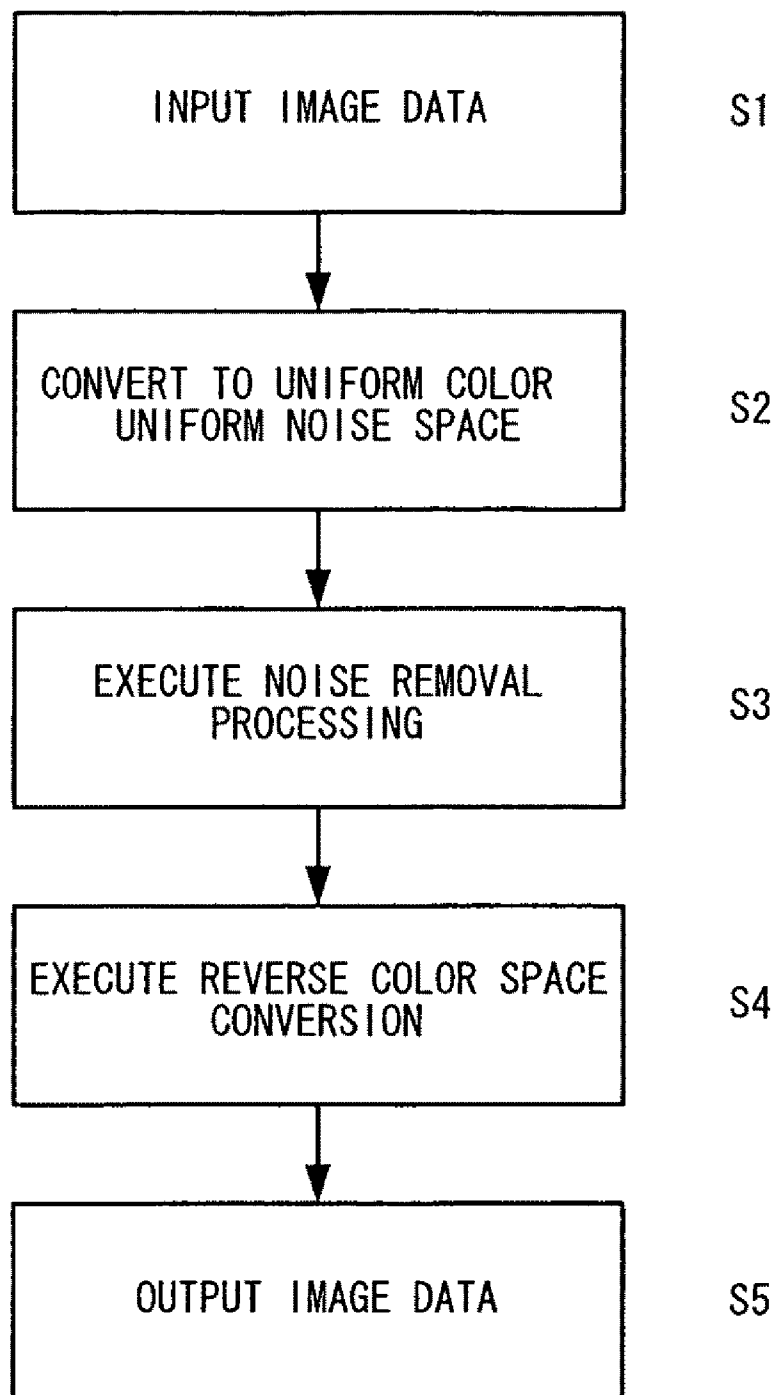 INPUT IMAGE DATA
S1
CONVERT TO UNIFORM COLOR
UNIFORM NOISE SPACE
S2
EXECUTE NOISE REMOVAL
PROCESSING
S3
EXECUTE REVERSE COLOR SPACE
CONVERSION
S4
OUTPUT IMAGE DATA
S5